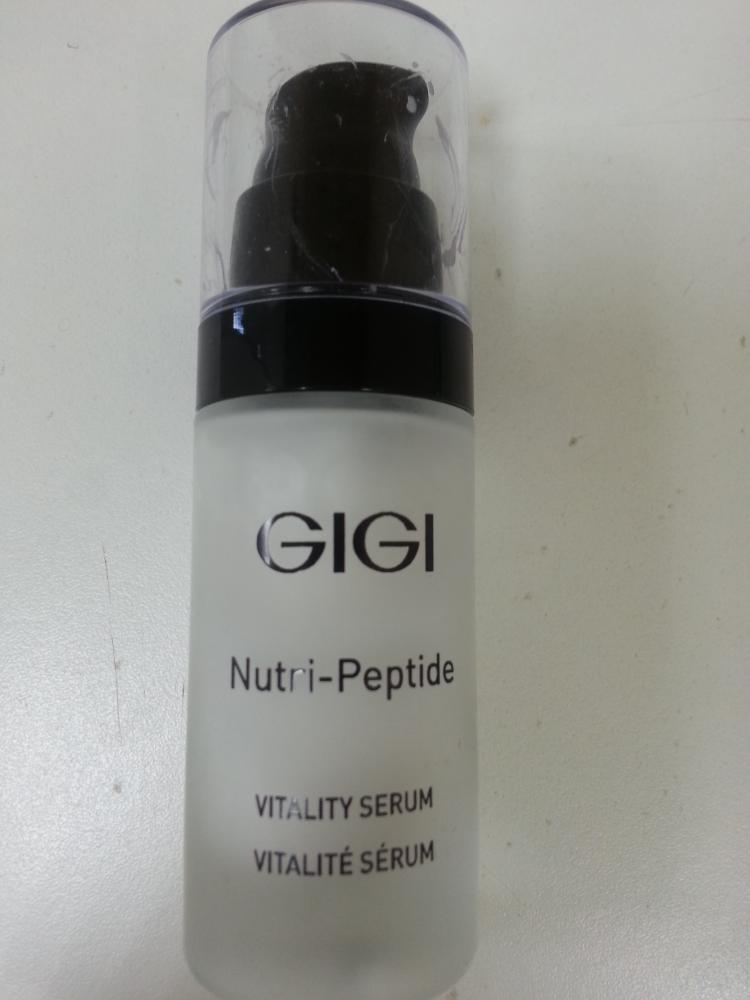 GIGI
Nutri-Peptide
VITALITY SERUM
VITALITÉ SÉRUM